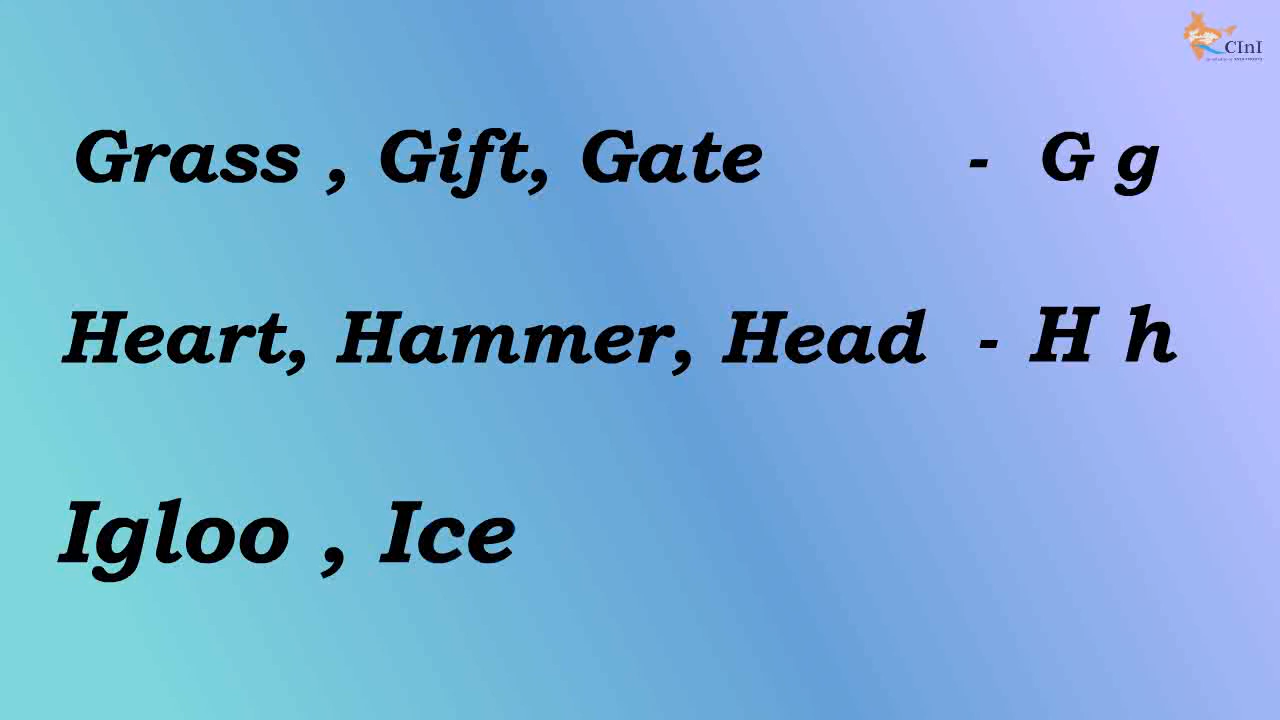 CInI
Grass , Gift, Gate - G g
Heart, Hammer, Head - H h
Igloo , Ice